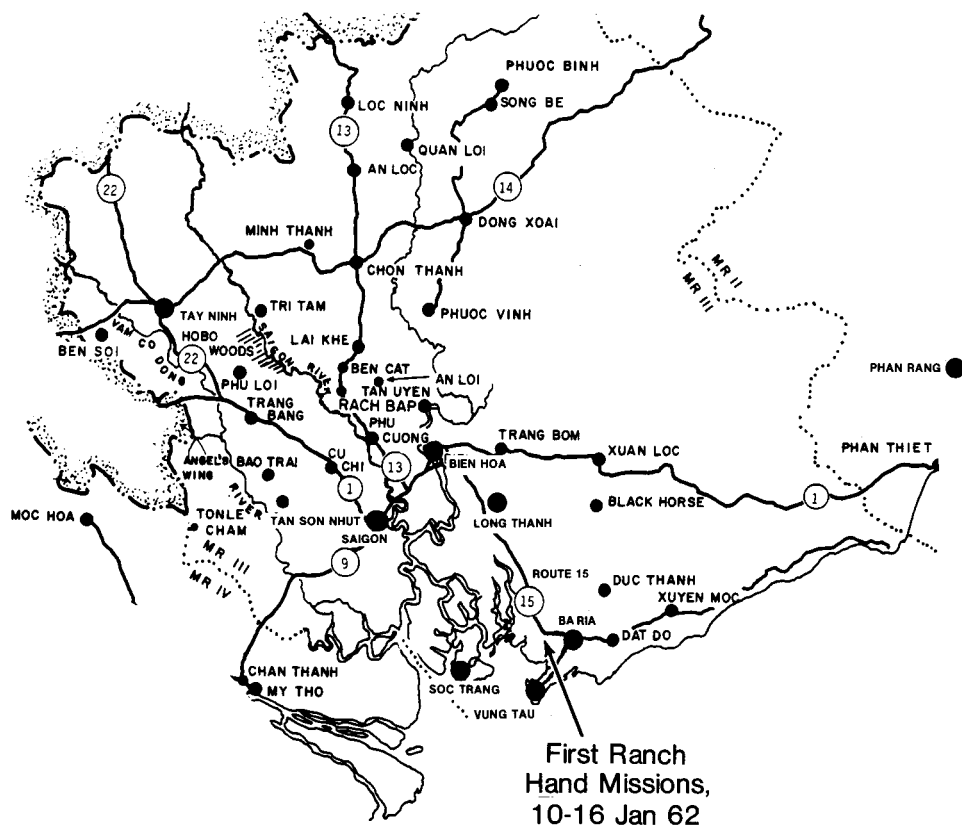 PHUOC BINH
SONG BE
LOC NINH
13
QUAN LOI
AN LOC
22
14
DONG XOAI
MINH THANH
CHON THANH
MR II
MR III
TRI TAM
TAY NINH
PHUOC VINH
VAM CO DONG
HOBO
WOODS
SAIGON RIVER
LAI KHE
BEN SOI
22
BEN CAT
AN LOI
PHAN RANG
PHU LOI
TAN UYEN
RACH BAP
TRANG
BANG
PHU
CUONG
TRANG BOM
XUAN LOC
PHAN THIET
CU
CHI
BIEN HOA
ANGEL'S
WING
BAO TRAI
13
1
1
RIVER
BLACK HORSE
LONG THANH
MOC HOA
TONLE
CHAM
TAN SON NHUT
SAIGON
MR III
MR IV
9
ROUTE 15
DUC THANH
XUYEN MOC
15
BARIA
DAT DO
CHAN THANH
MY THO
SOC TRANG
VUNG TAU
First Ranch
Hand Missions,
10-16 Jan 62